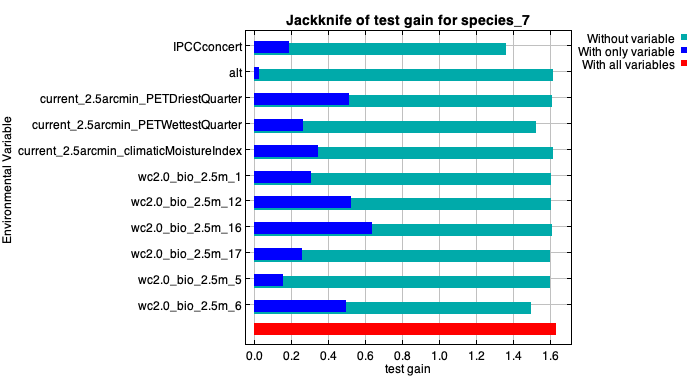 Jackknife of test gain for species_7
Without variable
With only variable
With all variables
Environmental Variable
IPCCconcert
alt
current_2.5arcmin_PETDriestQuarter
current_2.5arcmin_PETWettestQuarter
current_2.5arcmin_climaticMoistureIndex
wc2.0_bio_2.5m_1
wc2.0_bio_2.5m_12
wc2.0_bio_2.5m_16
wc2.0_bio_2.5m_17
wc2.0_bio_2.5m_5
wc2.0_bio_2.5m_6
0.0 0.2 0.4 0.6 0.8 1.0 1.2 1.4 1.6
test gain